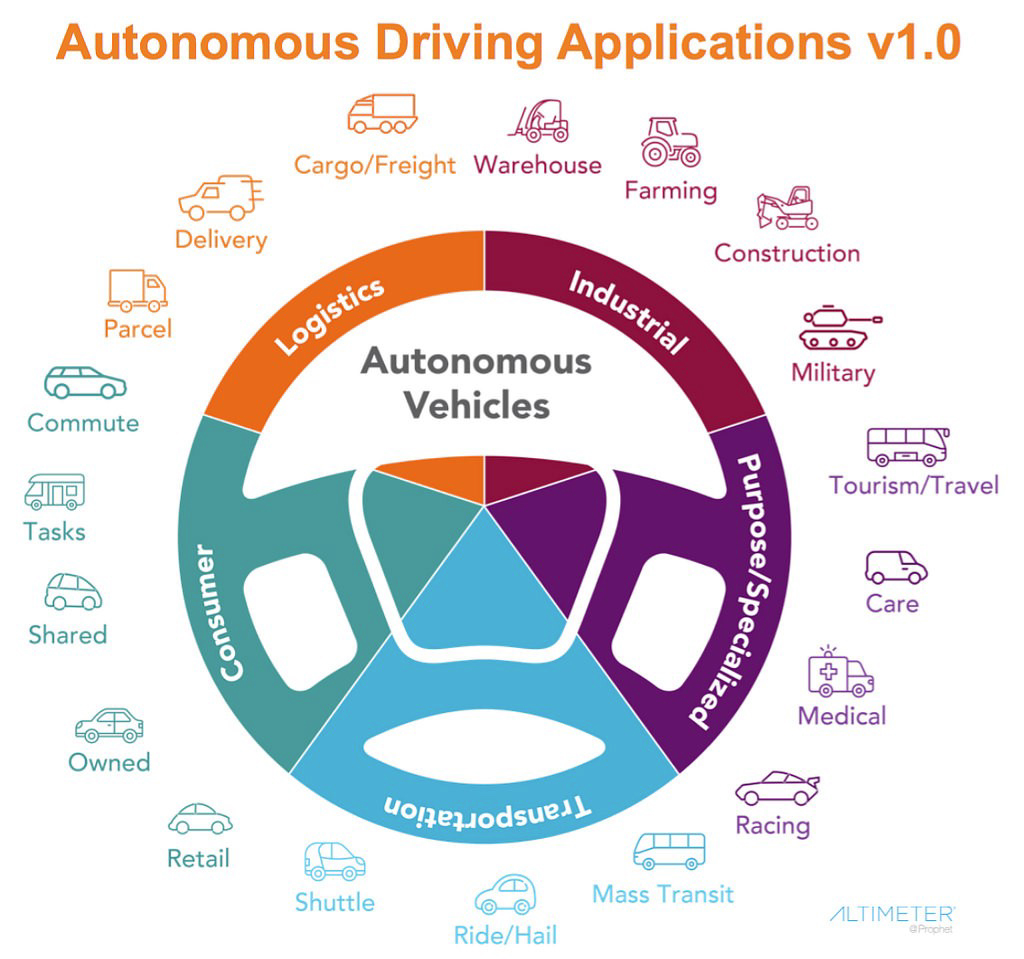 Autonomous Driving Applications v1.0
Cargo/Freight
Warehouse
Farming
Construction
Delivery
Parcel
Military
Commute
Tourism/Travel
Tasks
Care
Shared
Medical
Owned
Racing
Retail
Shuttle
Ride/Hail
Mass Transit
Logistics
Industrial
Autonomous
Vehicles
Consumer
Purpose/Specialized
Transportation
ALTIMETER®
@Prophet